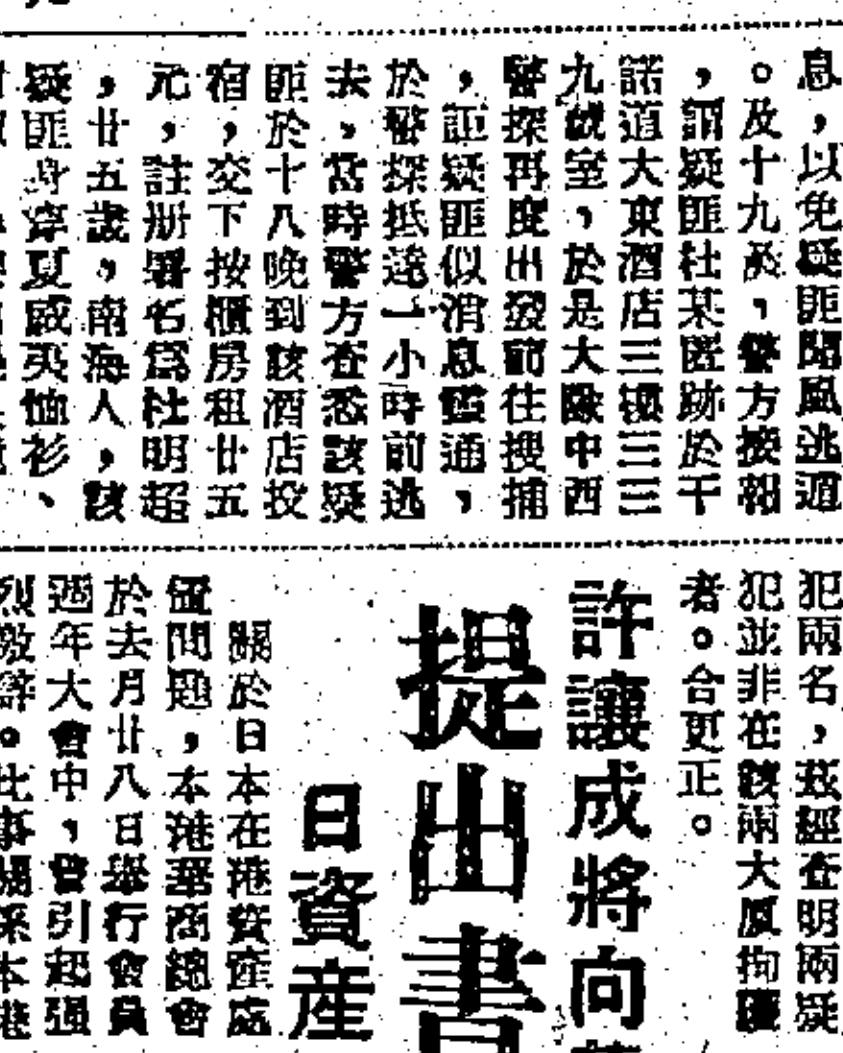 息，以免疑匪聞風逃遁
。及十九夜，警方接報
，謂疑匪杜某匿跡於干
諾道大東酒店三樓三三
九號室，於是大隊中西
警探再度出發前往搜捕
，詎疑匪似消息靈通，
於警探抵達一小時前逃
去，當時警方查悉該疑
匪於十八晚到該酒店投
宿，交下按櫃房租廿五
元，註册署名爲杜明超
，廿五歲，南海人，該
疑匪身穿夏威夷恤衫、
犯兩名，茲經查明兩疑
犯並非在該兩大厦拘獲
者。合更正。
許讓成將向
提出書
日資產
關於日本在港資產處
置問題，本港華商總會
於去月廿八日舉行會員
週年大會中，曾引起強
烈激辯。此事關係本港